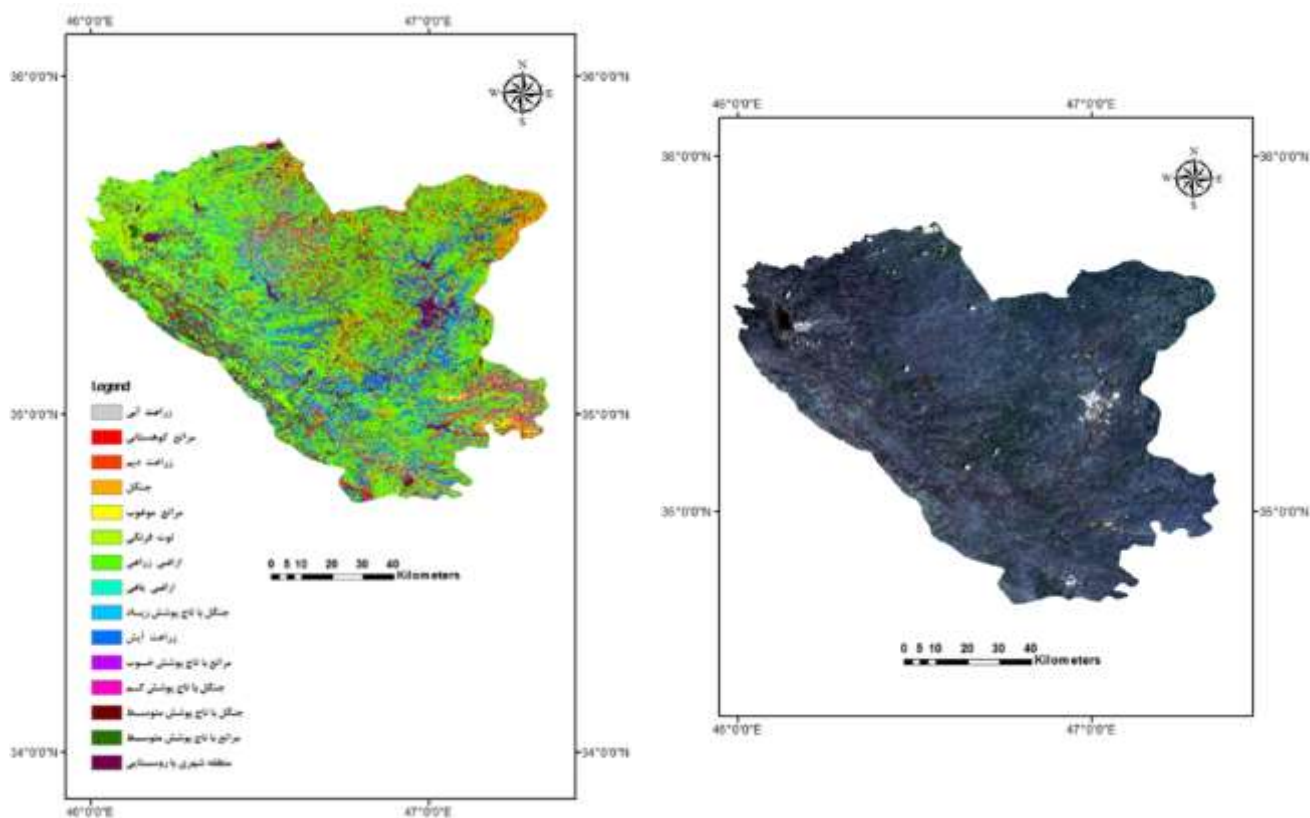 46°0'0"E 47°0'0"E
36°0'0"N 36°0'0"N
N
W E
S
35°0'0"N 35°0'0"N
Legend
زراعت آبی
مراتع کوهستانی
زراعت دیم
جنگل
مراتع مرغوب
توت فرنگی
اراضی زراعی
اراضی باغی
جنگل با تاج پوشش زیاد
زراعت آیش
مراتع با تاج پوشش خوب
جنگل با تاج پوشش کم
جنگل با تاج پوشش متوسط
مراتع با تاج پوشش متوسط
منطقه شهری یا روستایی
0 5 10 20 30 40
Kilometers
34°0'0"N 34°0'0"N
46°0'0"E 47°0'0"E
46°0'0"E 47°0'0"E
36°0'0"N 36°0'0"N
N
W E
S
35°0'0"N 35°0'0"N
0 5 10 20 30 40
Kilometers
46°0'0"E 47°0'0"E